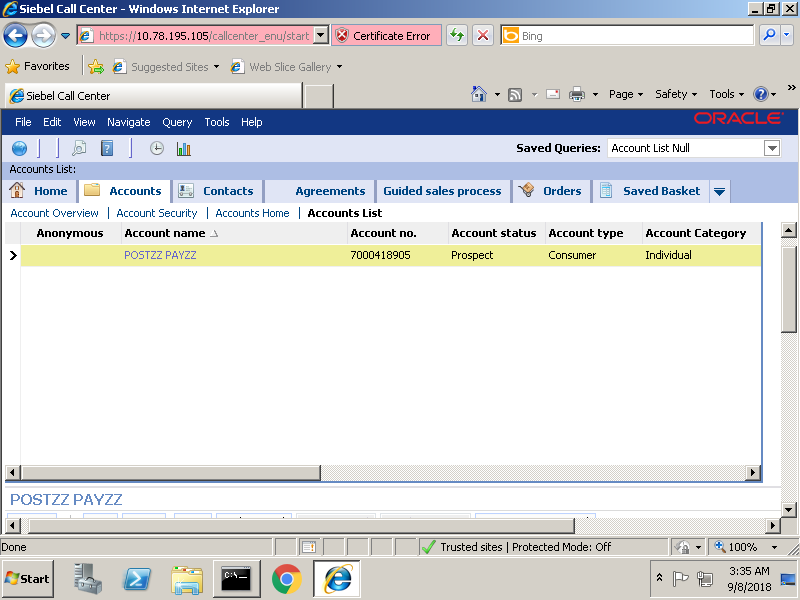 Siebel Call Center - Windows Internet Explorer
https://10.78.195.105/callcenter_enu/start
Certificate Error
Bing
Favorites
Suggested Sites
Web Slice Gallery
Siebel Call Center
Page
Safety
Tools
File Edit View Navigate Query Tools Help
ORACLE
Saved Queries: Account List Null
Accounts List:
Home Accounts Contacts Agreements Guided sales process Orders Saved Basket
Account Overview | Account Security | Accounts Home | Accounts List
Anonymous Account name Account no. Account status Account type Account Category
POSTZZ PAYZZ 7000418905 Prospect Consumer Individual
POSTZZ PAYZZ
Done
Trusted sites | Protected Mode: Off
100%
Start
C:\.
3:35 AM
9/8/2018